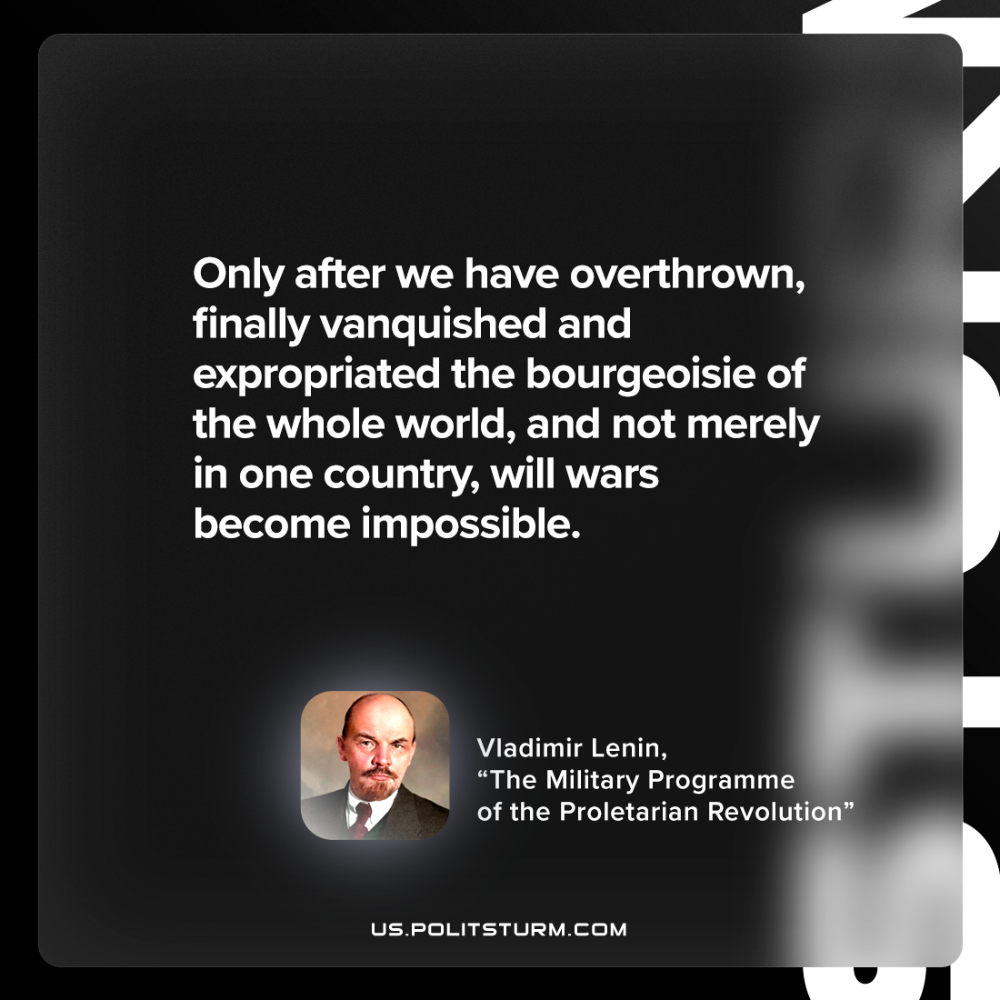 Only after we have overthrown,
finally vanquished and
expropriated the bourgeoisie of
the whole world, and not merely
in one country, will wars
become impossible.
Vladimir Lenin,
“The Military Programme
of the Proletarian Revolution”
US.POLITSTURM.COM